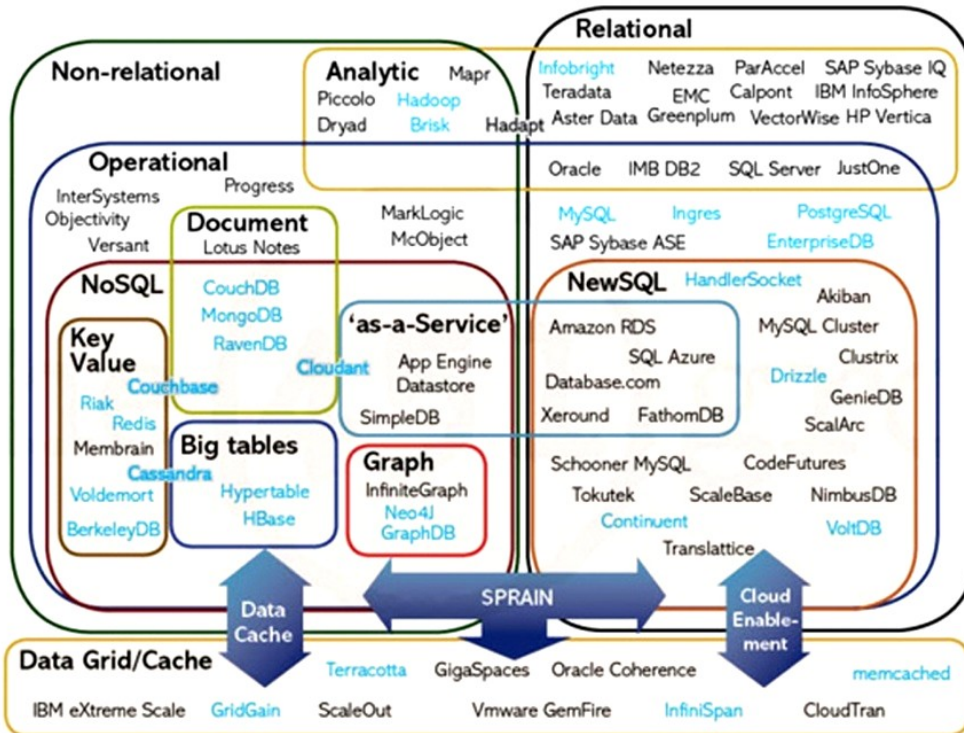 Relational
Non-relational
Analytic
Mapr
Piccolo
Hadoop
Dryad
Brisk
Hadapt
Infobright
Netezza
ParAccel
SAP Sybase IQ
Teradata
EMC
Calpont
IBM InfoSphere
Aster Data
Greenplum
VectorWise
HP Vertica
Operational
Oracle
IMB DB2
SQL Server
JustOne
InterSystems
Progress
Objectivity
Versant
Document
Lotus Notes
MarkLogic
McObject
MySQL
Ingres
PostgreSQL
SAP Sybase ASE
EnterpriseDB
NoSQL
CouchDB
MongoDB
RavenDB
Key
Value
Couchbase
Riak
Redis
Membrain
Cassandra
Voldemort
BerkeleyDB
Big tables
Hypertable
HBase
'as-a-Service'
Cloudant
App Engine
Datastore
SimpleDB
Graph
InfiniteGraph
Neo4J
GraphDB
NewSQL
HandlerSocket
Akiban
Amazon RDS
MySQL Cluster
SQL Azure
Clustrix
Database.com
Drizzle
GenieDB
Xeround
FathomDB
ScalArc
Schooner MySQL
CodeFutures
Tokutek
ScaleBase
NimbusDB
Continuent
VoltDB
Translattice
Data
Cache
SPRAIN
Cloud
Enable-
ment
Data Grid/Cache
Terracotta
GigaSpaces
Oracle Coherence
memcached
IBM eXtreme Scale
GridGain
ScaleOut
Vmware GemFire
InfiniSpan
CloudTran